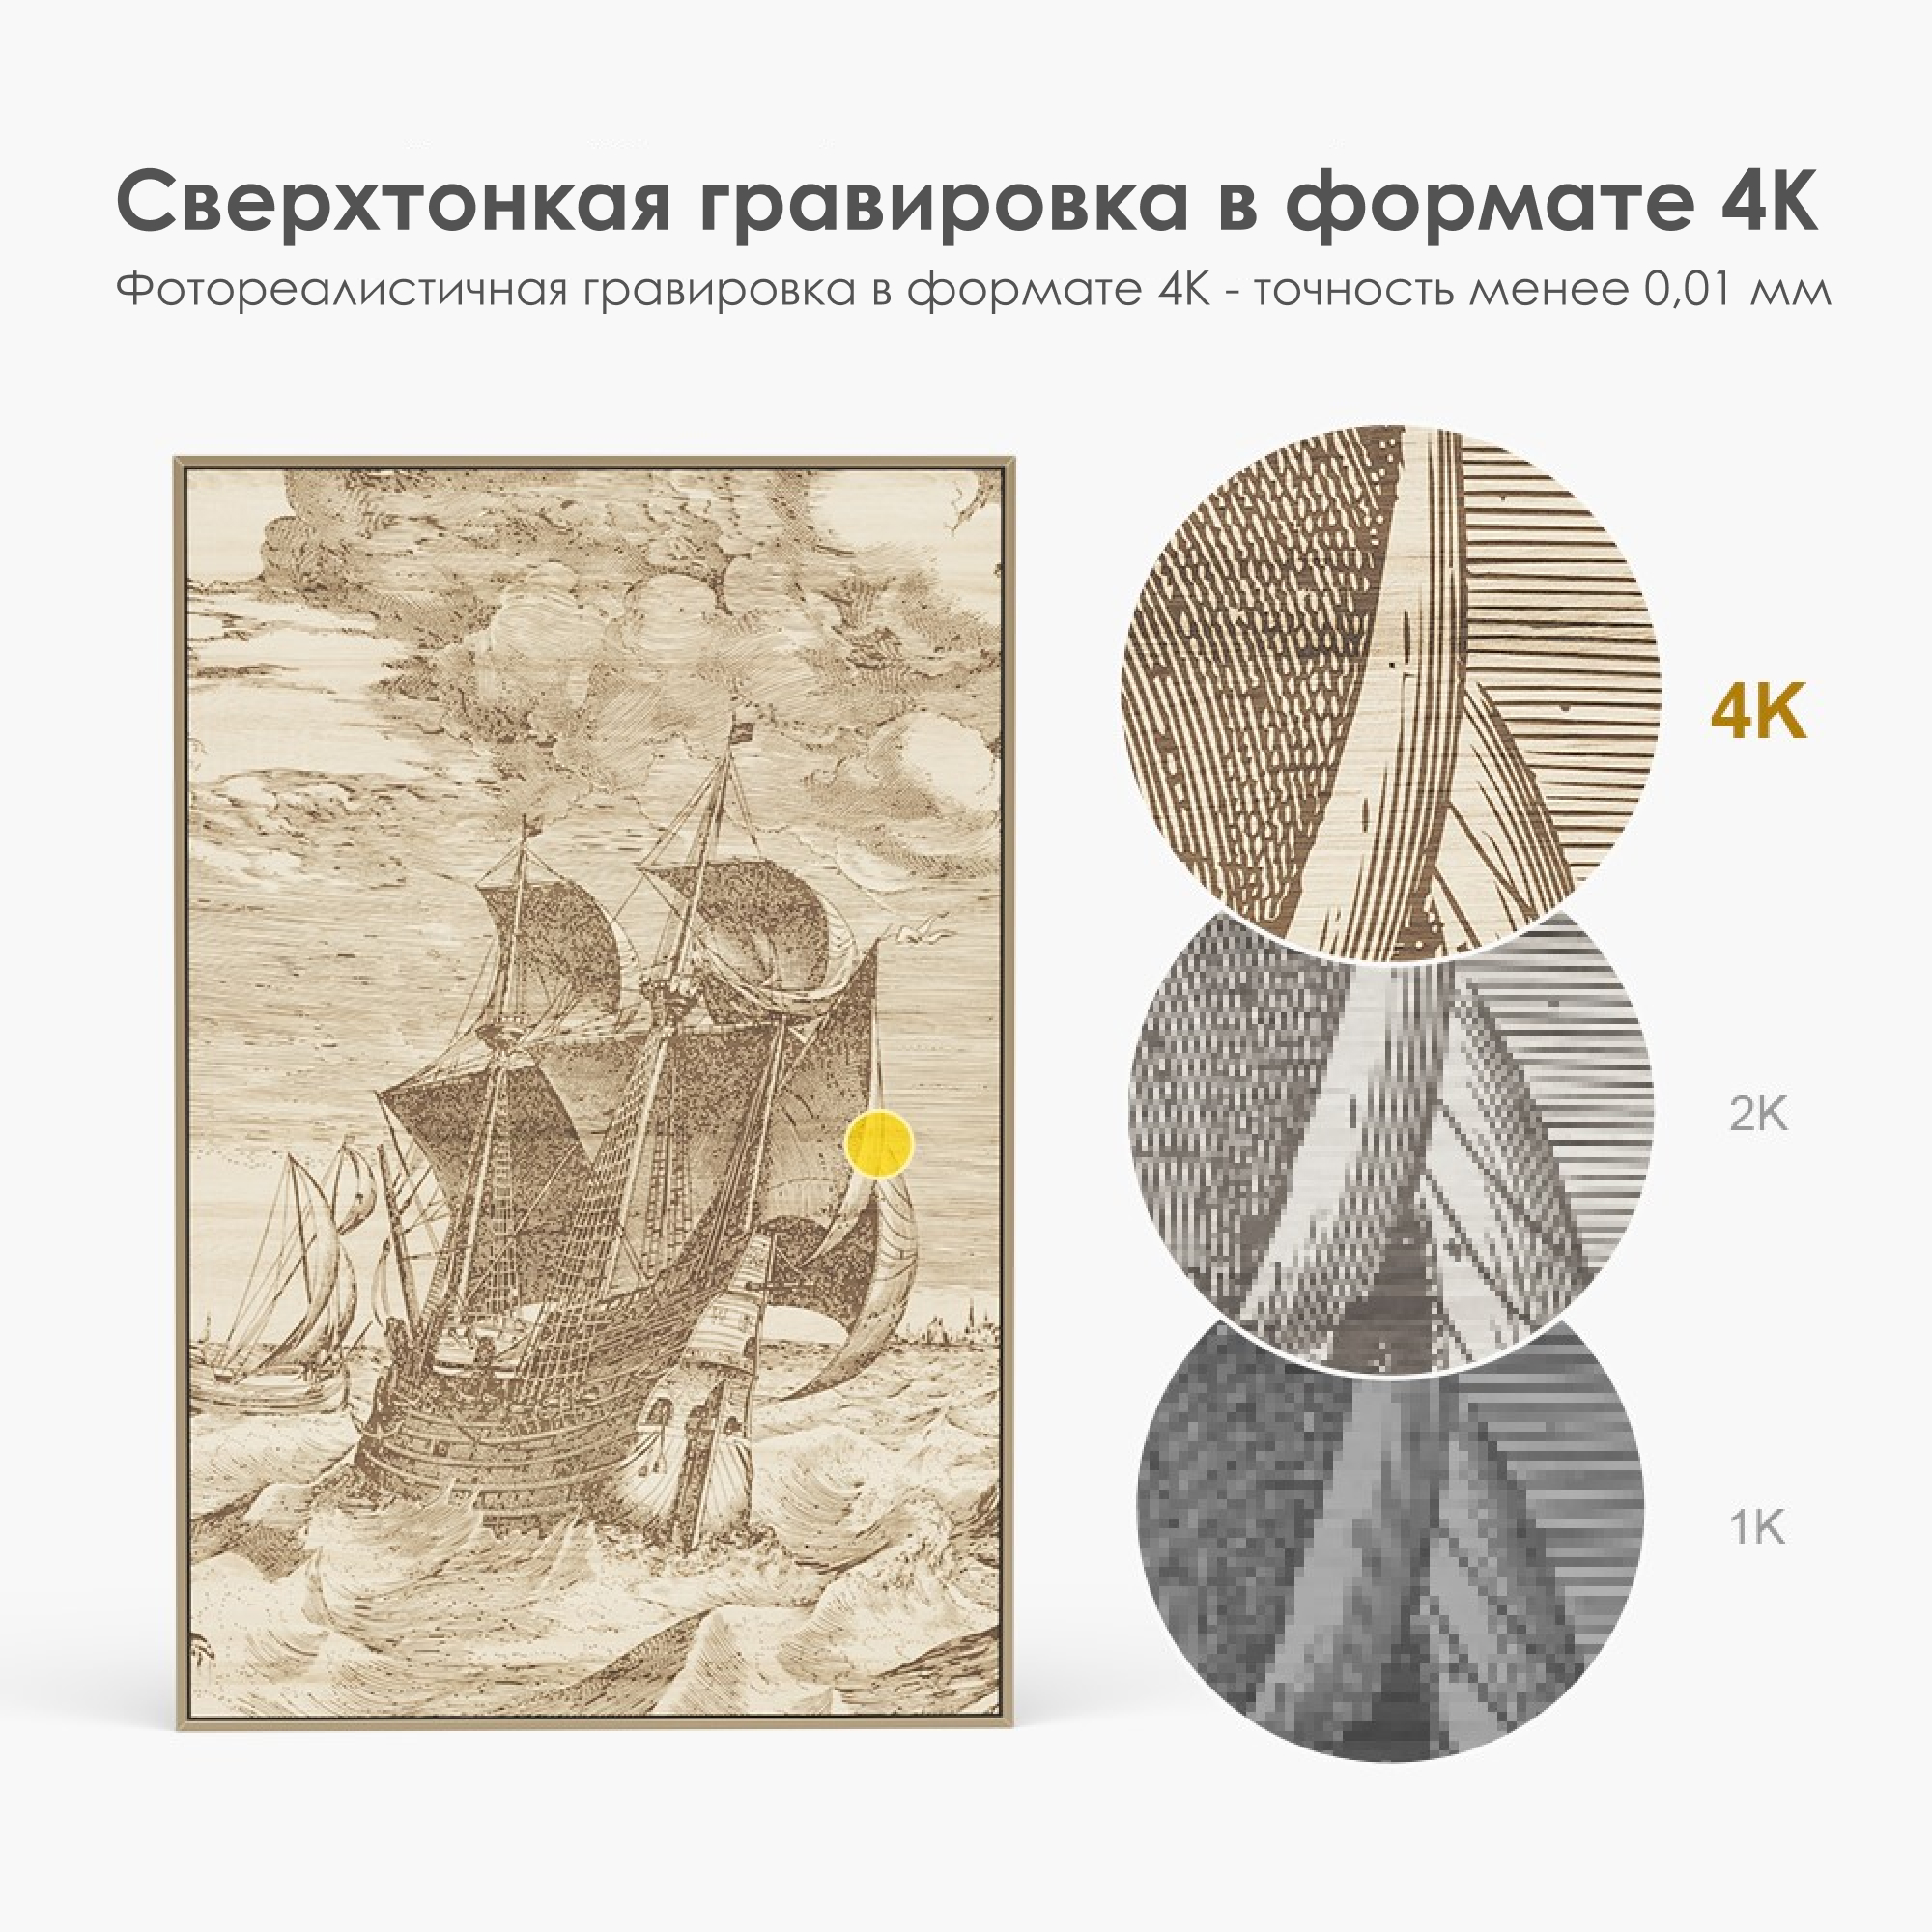 Сверхтонкая гравировка в формате 4K
Фотореалистичная гравировка в формате 4K - точность менее 0,01 мм
4K
2K
1K